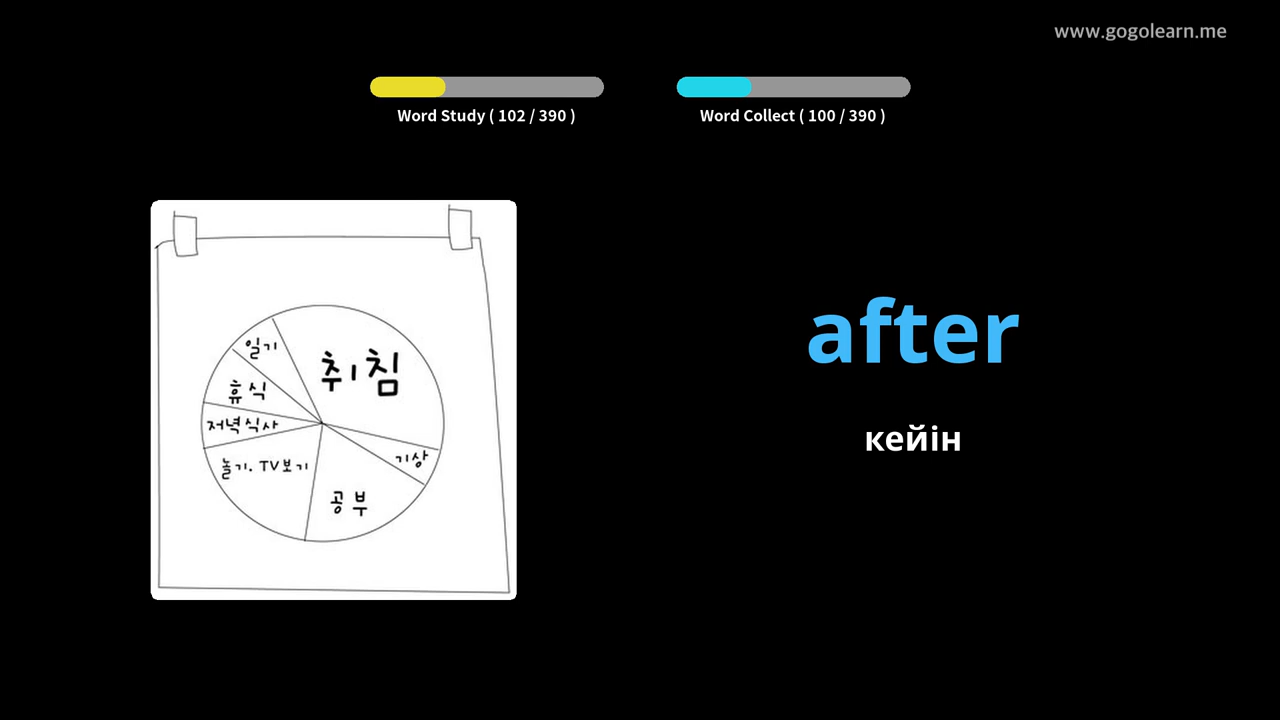 www.gogolearn.me
Word Study ( 102 / 390 )
Word Collect ( 100 / 390 )
일기
취침
휴식
저녁식사
놀기. TV보기
기상
공부
after
кейін